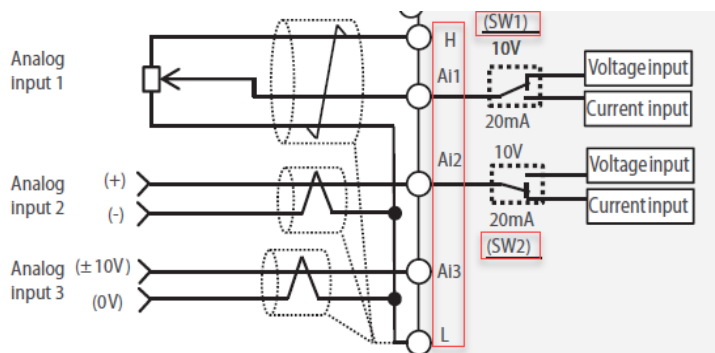 (SW1)
H
10V
Analog
input 1
Ai1
Voltage input
Current input
20mA
10V
Ai2
Voltage input
Analog
input 2
(+)
(-)
Current input
20mA
(SW2)
Analog
input 3
(±10V)
(0V)
Ai3
L